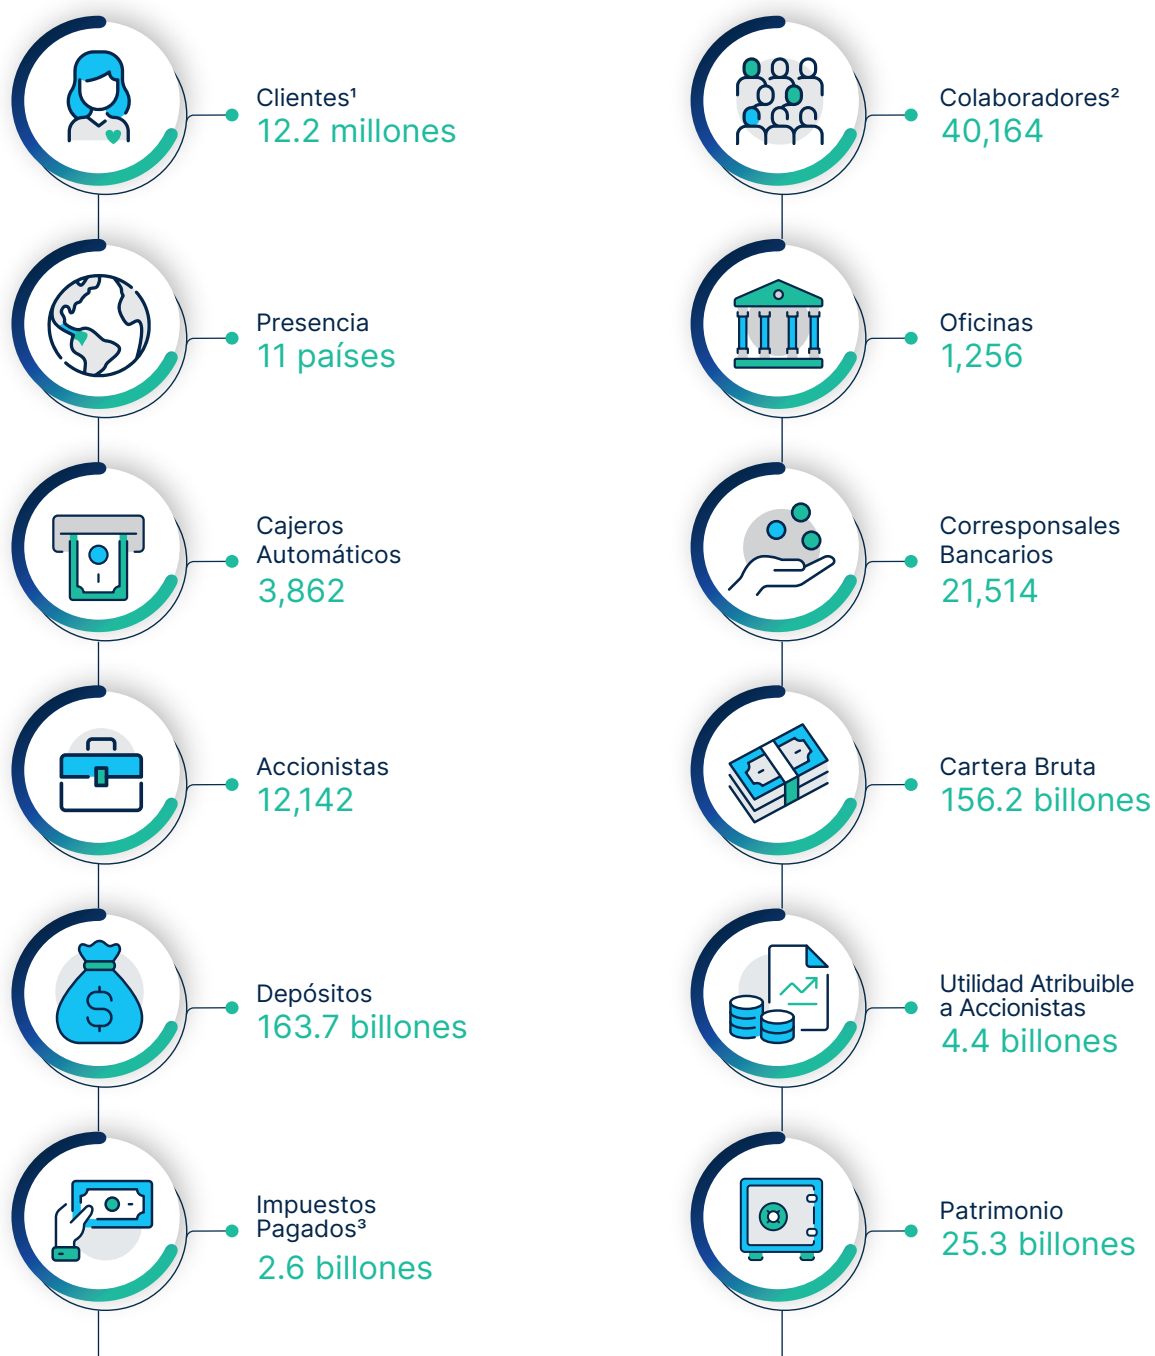 Clientes¹
12.2 millones
Colaboradores²
40,164
Presencia
11 países
Oficinas
1,256
Cajeros
Automáticos
3,862
Corresponsales
Bancarios
21,514
Accionistas
12,142
Cartera Bruta
156.2 billones
$
Depósitos
163.7 billones
Utilidad Atribuible
a Accionistas
4.4 billones
Impuestos
Pagados³
2.6 billones
Patrimonio
25.3 billones